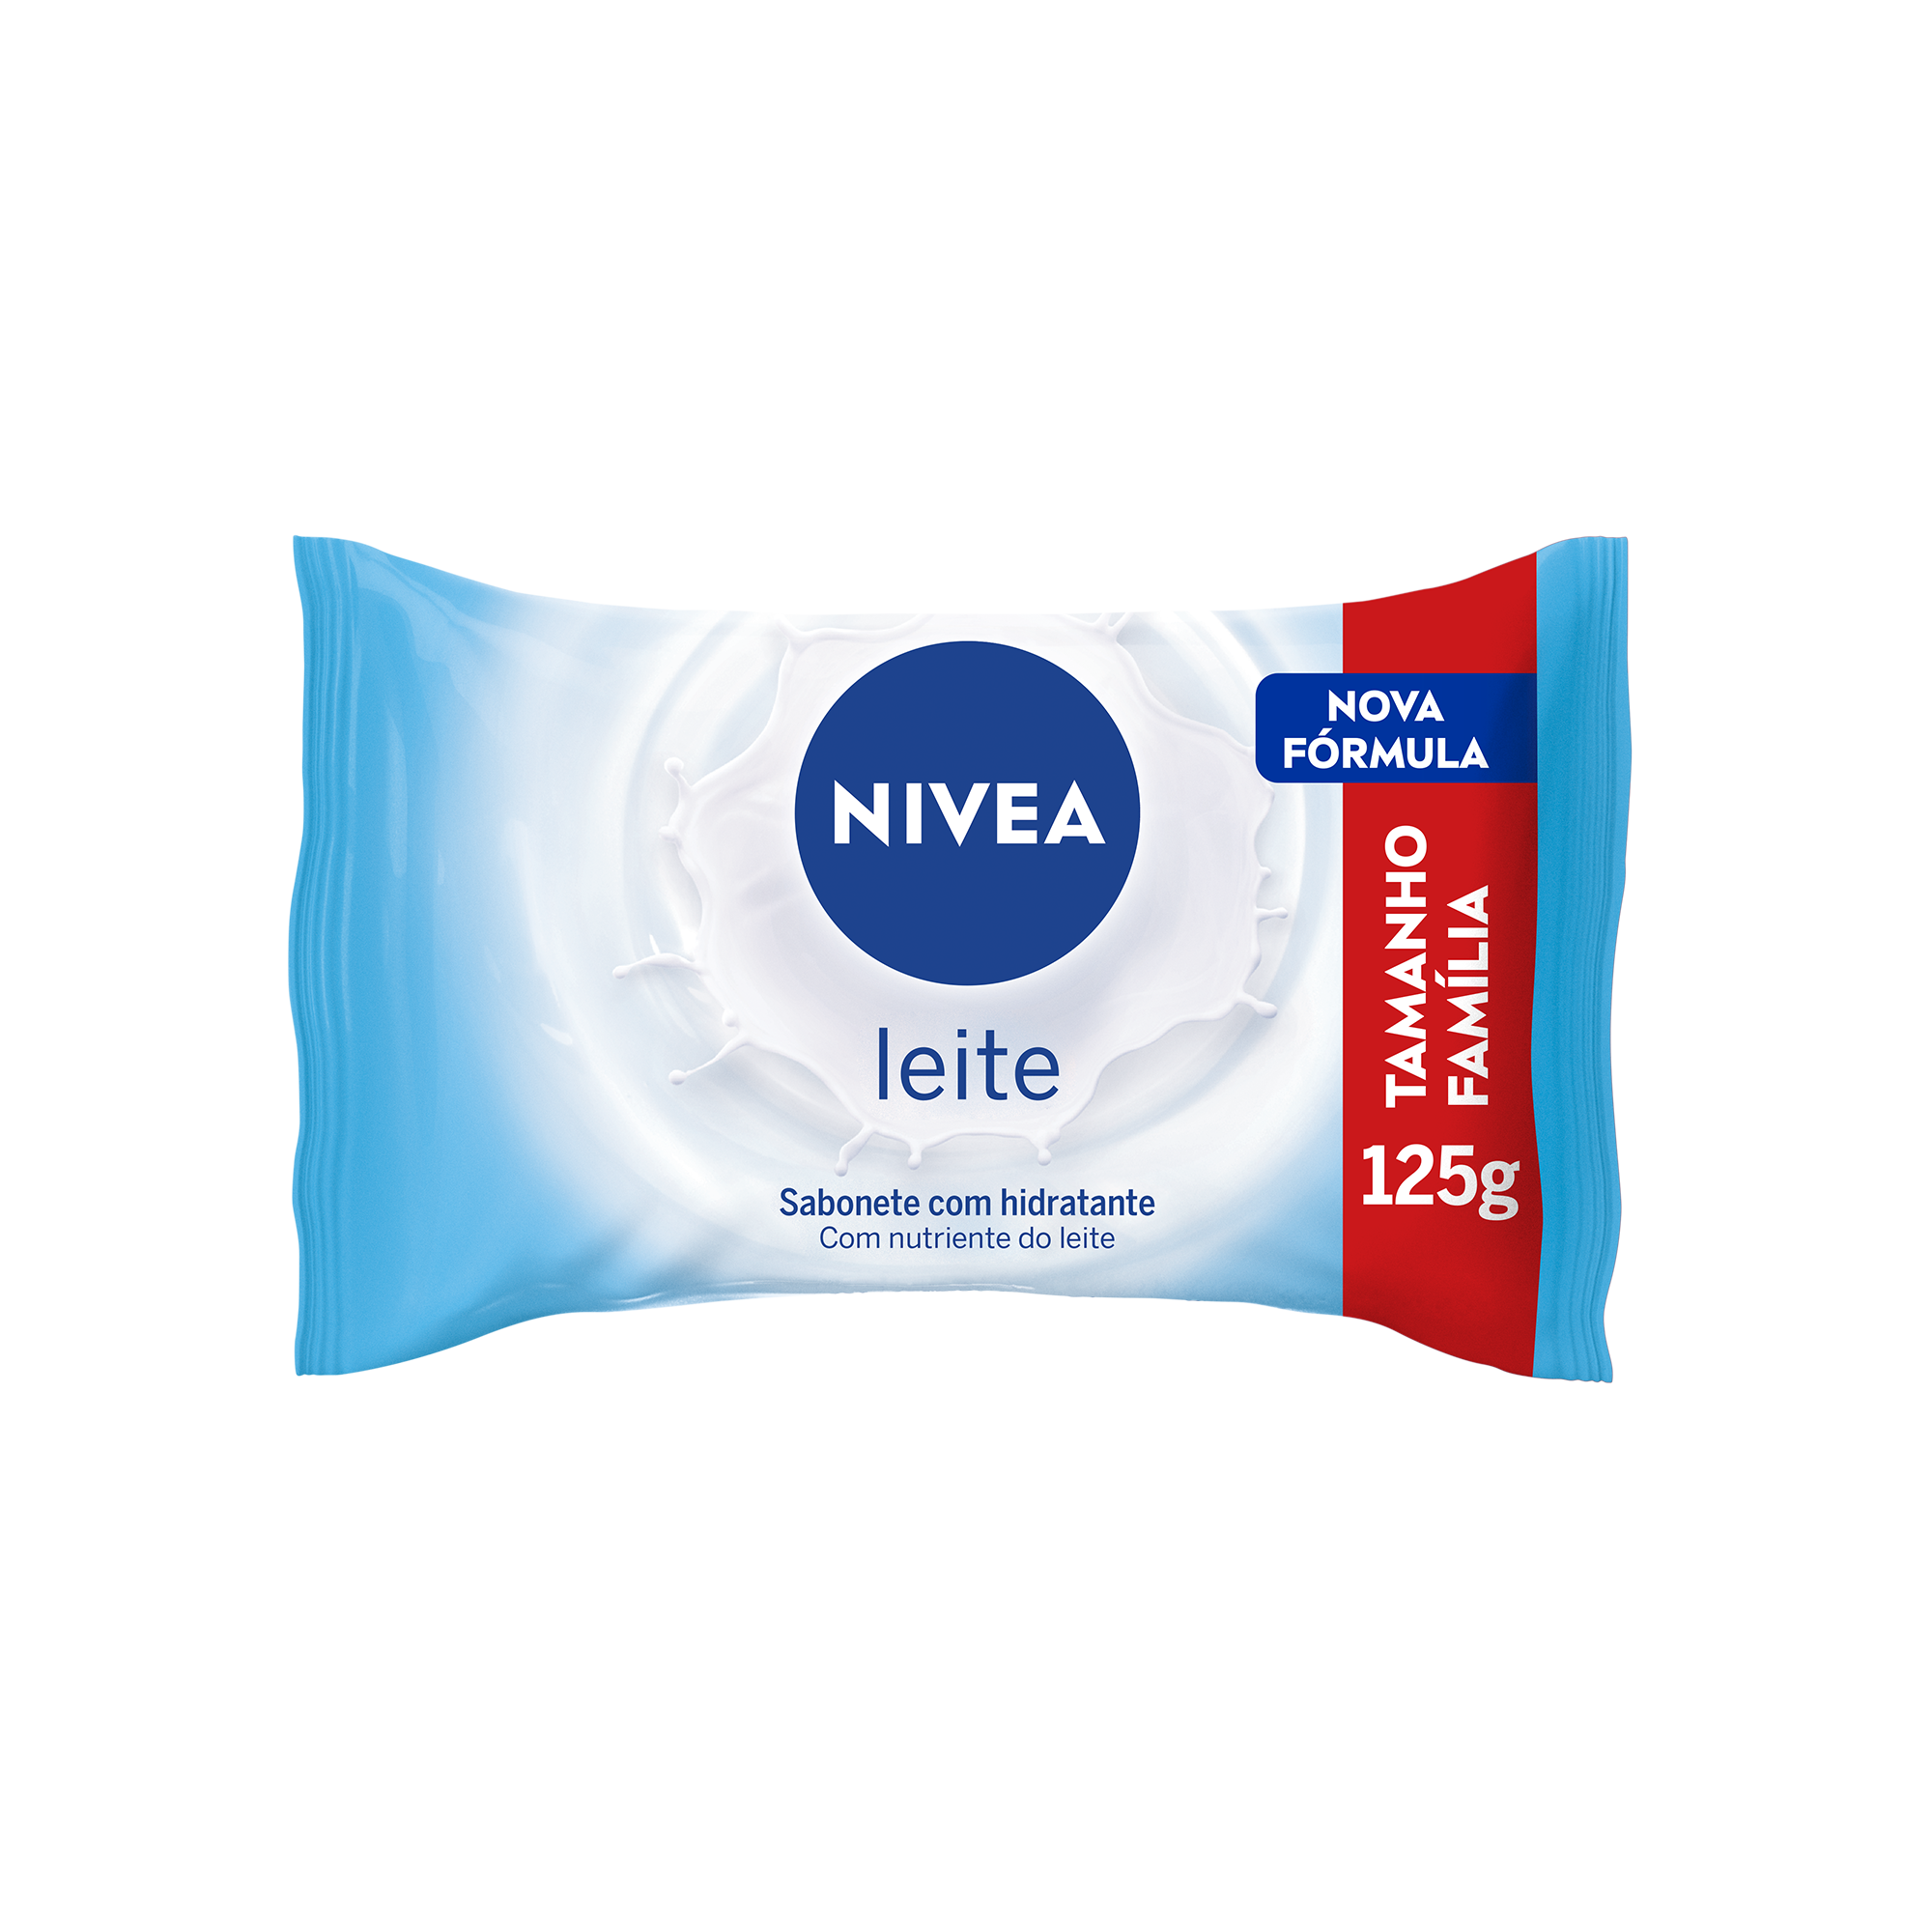 NIVEA
leite
Sabonete com hidratante
Com nutriente do leite
NOVA
FÓRMULA
TAMANHO
FAMÍLIA
125g